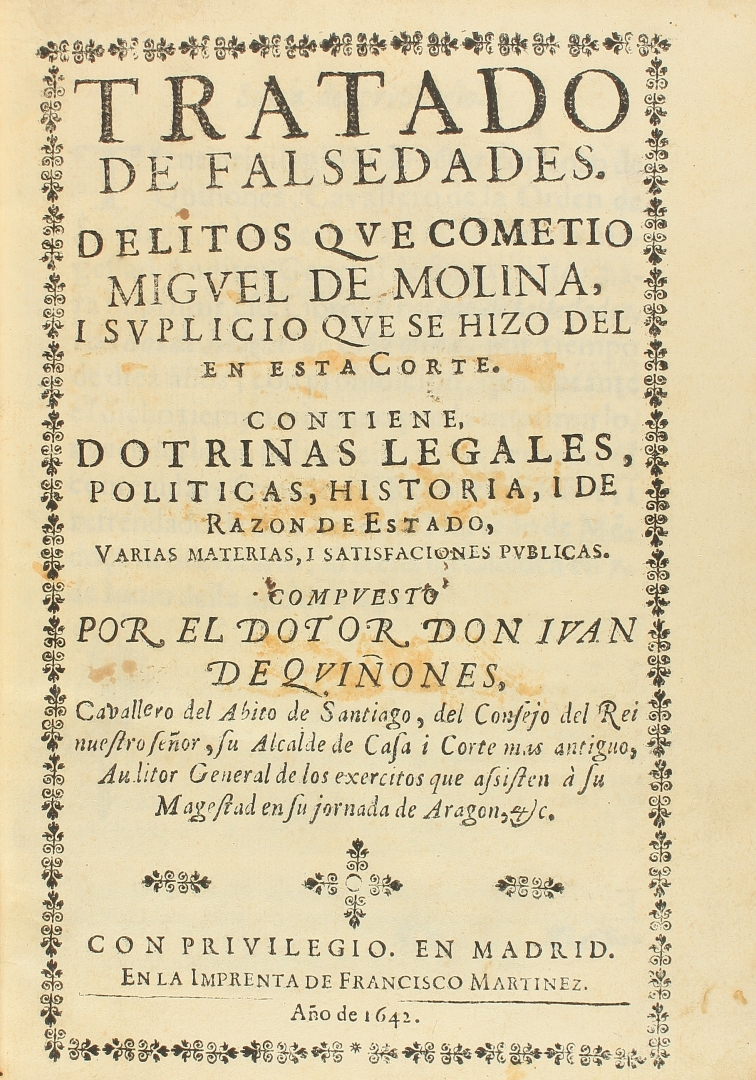 TRATADO
DE FALSEDADES.
DELITOS QVE COMETIO
MIGVEL DE MOLINA,
I SVPLICIO QVE SE HIZO DEL
EN ESTA CORTE.
CONTIENE,
DOTRINAS LEGALES,
POLITICAS, HISTORIA, I DE
RAZON DE ESTADO,
VARIAS MATERIAS, I SATISFACIONES PVBLICAS.
COMPVESTO
POR EL DOTOR DON IVAN
DE QVIÑONES,
Cavallero del Abito de Santiago, del Consejo del Rei
nuestro señor, su Alcalde de Casa i Corte mas antiguo,
Auditor General de los exercitos que assisten à su
Magestad en su jornada de Aragon, &c.
CON PRIVILEGIO. EN MADRID.
EN LA IMPRENTA DE FRANCISCO MARTINEZ.
Año de 1642.